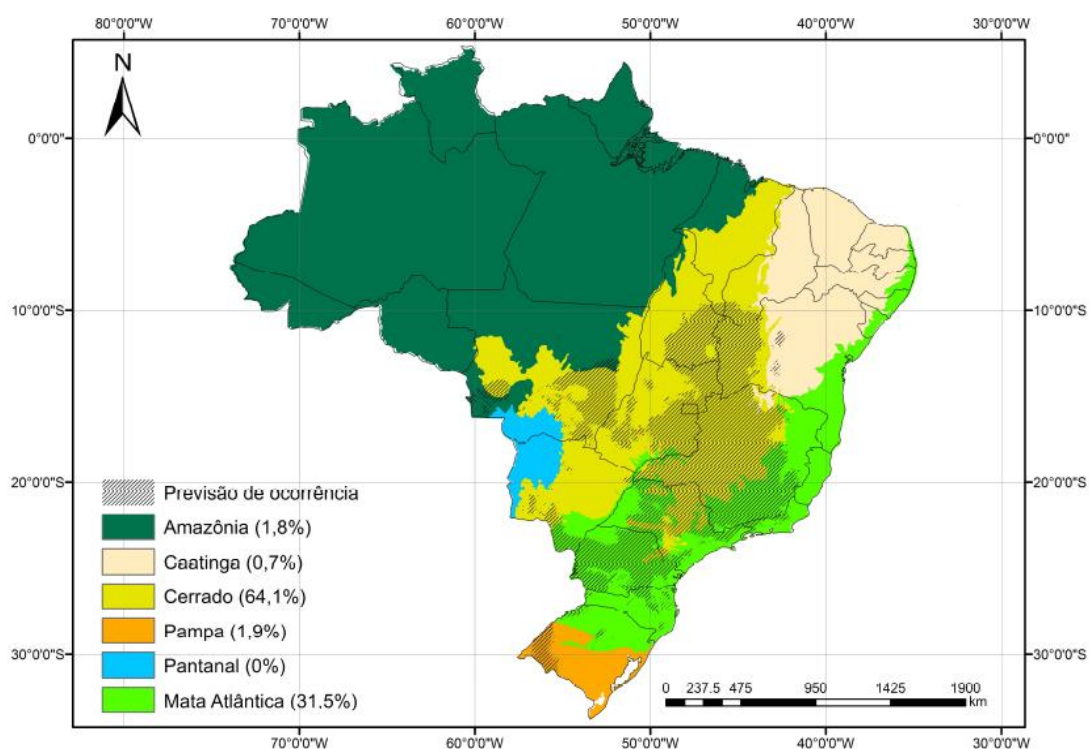 80°0'0"W 70°0'0"W 60°0'0"W 50°0'0"W 40°0'0"W 30°0'0"W
N
0°0'0" 0°0'0"
10°0'0"S 10°0'0"S
20°0'0"S 20°0'0"S
Previsão de ocorrência
Amazônia (1,8%)
Caatinga (0,7%)
Cerrado (64,1%)
Pampa (1,9%)
Pantanal (0%)
Mata Atlântica (31.5%)
30°0'0"S 30°0'0"S
0 237.5 475 950 1425 1900
km
70°0'0"W 60°0'0"W 50°0'0"W 40°0'0"W 30°0'0"W